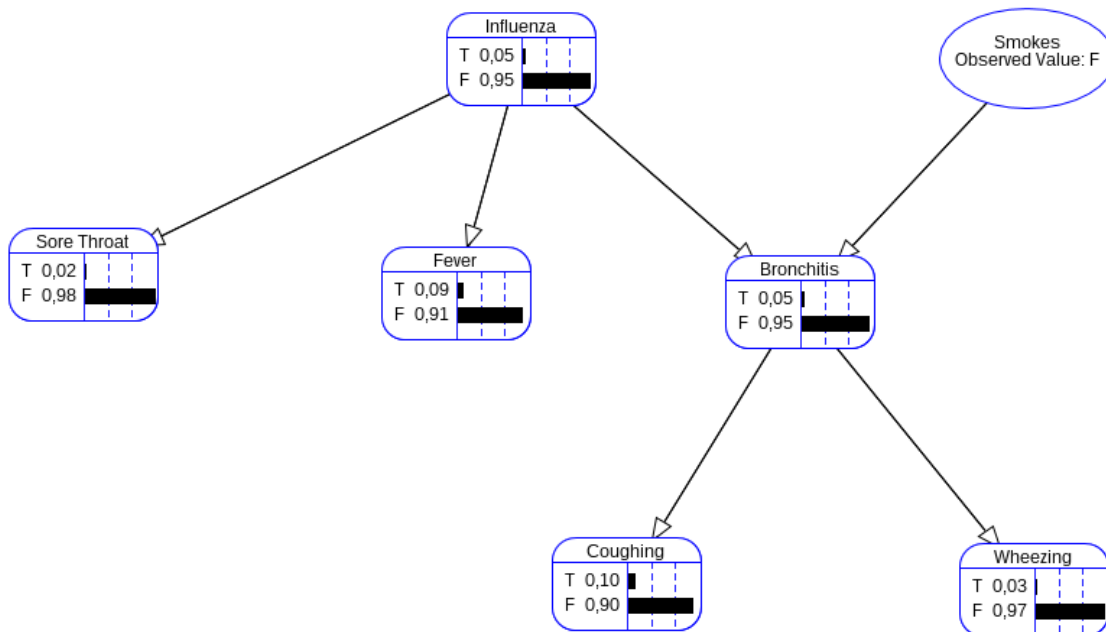 Influenza
T 0,05
F 0,95
Smokes
Observed Value: F
Sore Throat
T 0,02
F 0,98
Fever
T 0,09
F 0,91
Bronchitis
T 0,05
F 0,95
Coughing
T 0,10
F 0,90
Wheezing
T 0,03
F 0,97